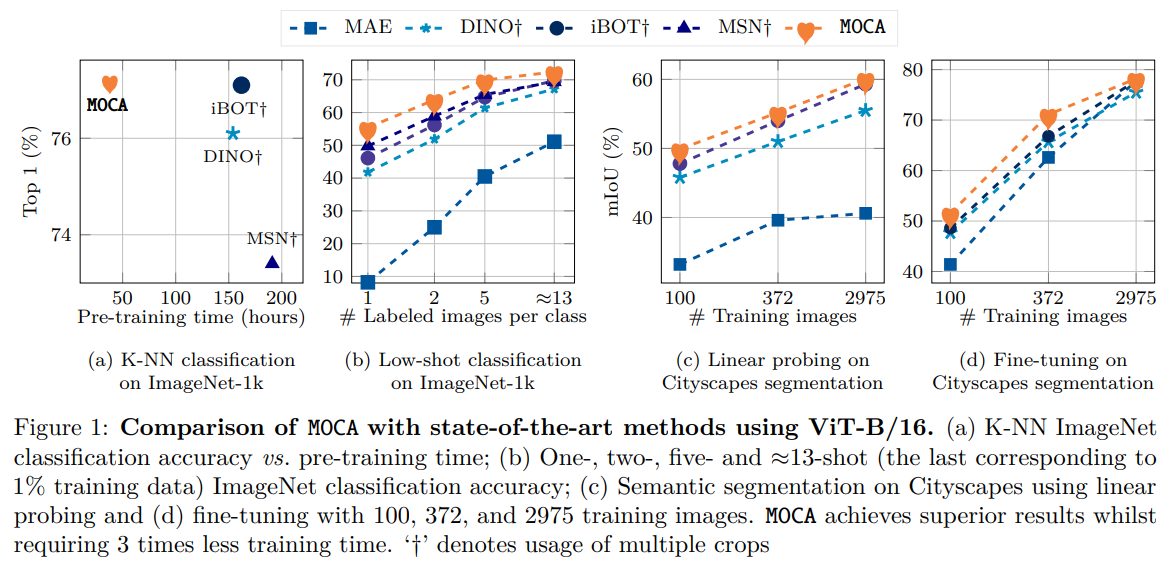 MAE DINO† iBOT† MSN† MOCA
Top 1 (%)
76
74
MOCA
iBOT†
DINO†
MSN†
50 100 150 200
Pre-training time (hours)
(a) K-NN classification
on ImageNet-1k
70
60
50
40
30
20
10
1 2 5 ≈13
# Labeled images per class
(b) Low-shot classification
on ImageNet-1k
mIoU (%)
60
50
40
100 372 2975
# Training images
(c) Linear probing on
Cityscapes segmentation
80
70
60
50
40
100 372 2975
# Training images
(d) Fine-tuning on
Cityscapes segmentation
Figure 1: Comparison of MOCA with state-of-the-art methods using ViT-B/16. (a) K-NN ImageNet
classification accuracy vs. pre-training time; (b) One-, two-, five- and ≈13-shot (the last corresponding to
1% training data) ImageNet classification accuracy; (c) Semantic segmentation on Cityscapes using linear
probing and (d) fine-tuning with 100, 372, and 2975 training images. MOCA achieves superior results whilst
requiring 3 times less training time. ‘†’ denotes usage of multiple crops